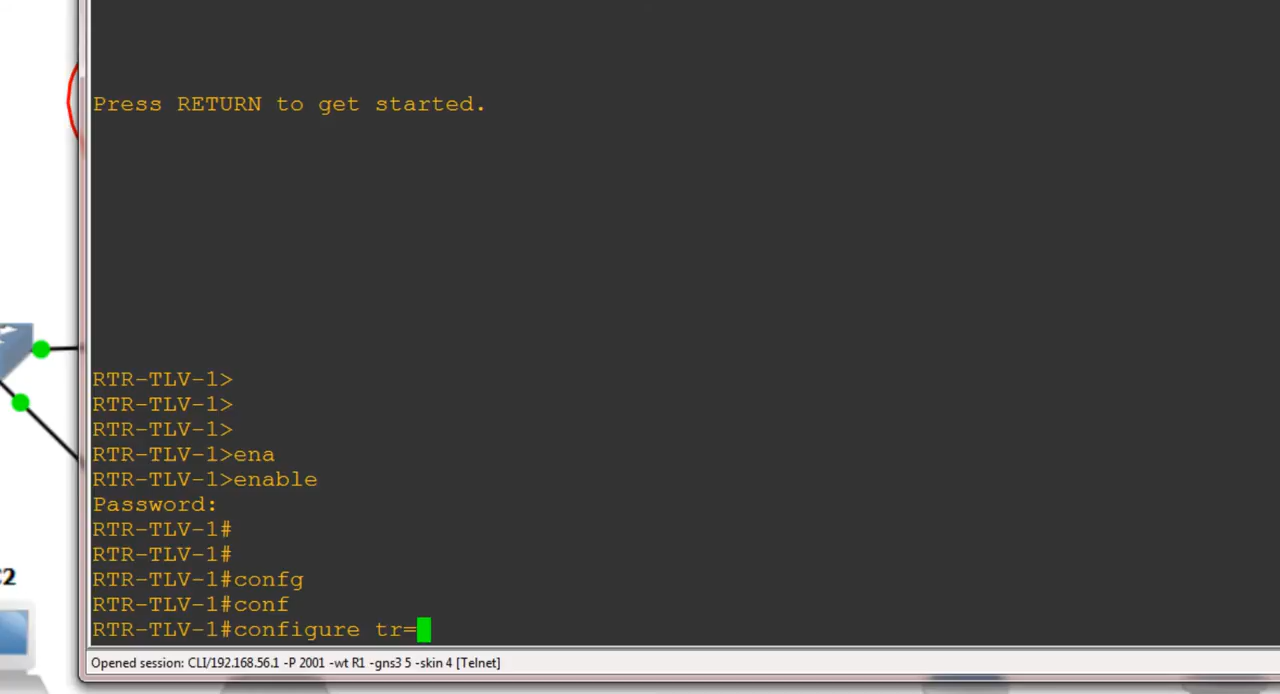 Press RETURN to get started.
RTR-TLV-1>
RTR-TLV-1>
RTR-TLV-1>
RTR-TLV-1>ena
RTR-TLV-1>enable
Password:
RTR-TLV-1#
RTR-TLV-1#
RTR-TLV-1#confg
RTR-TLV-1#conf
RTR-TLV-1#configure tr=
Opened session: CLI/192.168.56.1 -P 2001 -wt R1 -gns3 5 -skin 4 [Telnet]